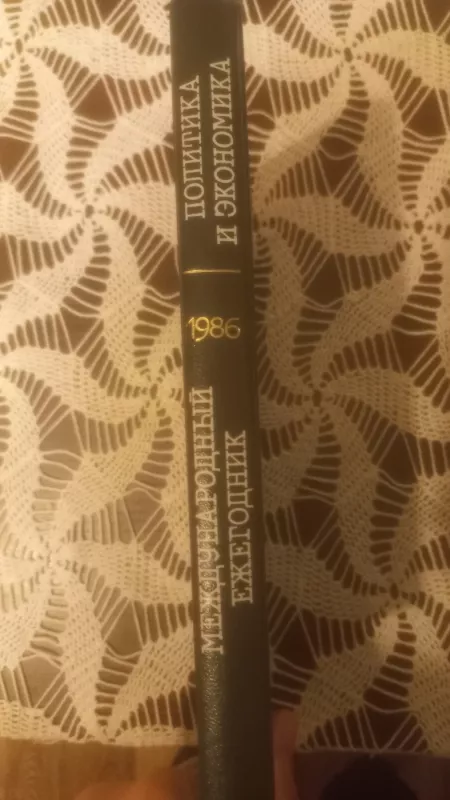 МЕЖДУНАРОДНЫЙ
ЕЖЕГОДНИК
1986
ПОЛИТИКА
И ЭКОНОМИКА